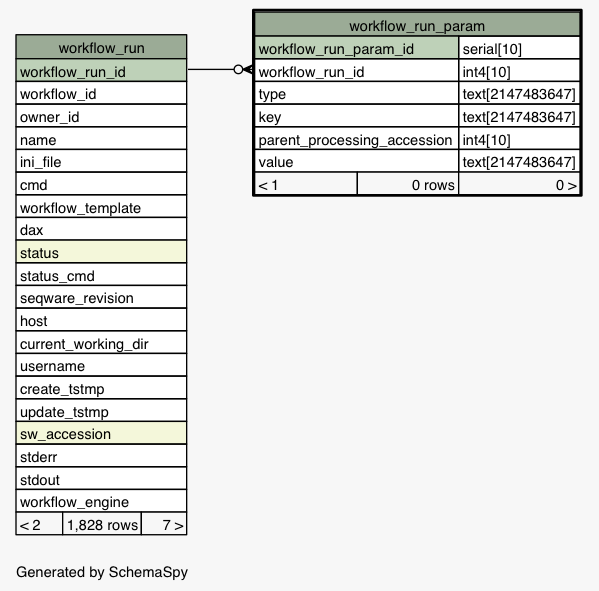 workflow_run
workflow_run_id
workflow_id
owner_id
name
ini_file
cmd
workflow_template
dax
status
status_cmd
seqware_revision
host
current_working_dir
username
create_tstmp
update_tstmp
sw_accession
stderr
stdout
workflow_engine
< 2 1,828 rows 7 >
workflow_run_param
workflow_run_param_id serial[10]
workflow_run_id int4[10]
type text[2147483647]
key text[2147483647]
parent_processing_accession int4[10]
value text[2147483647]
< 1 0 rows 0 >
Generated by SchemaSpy